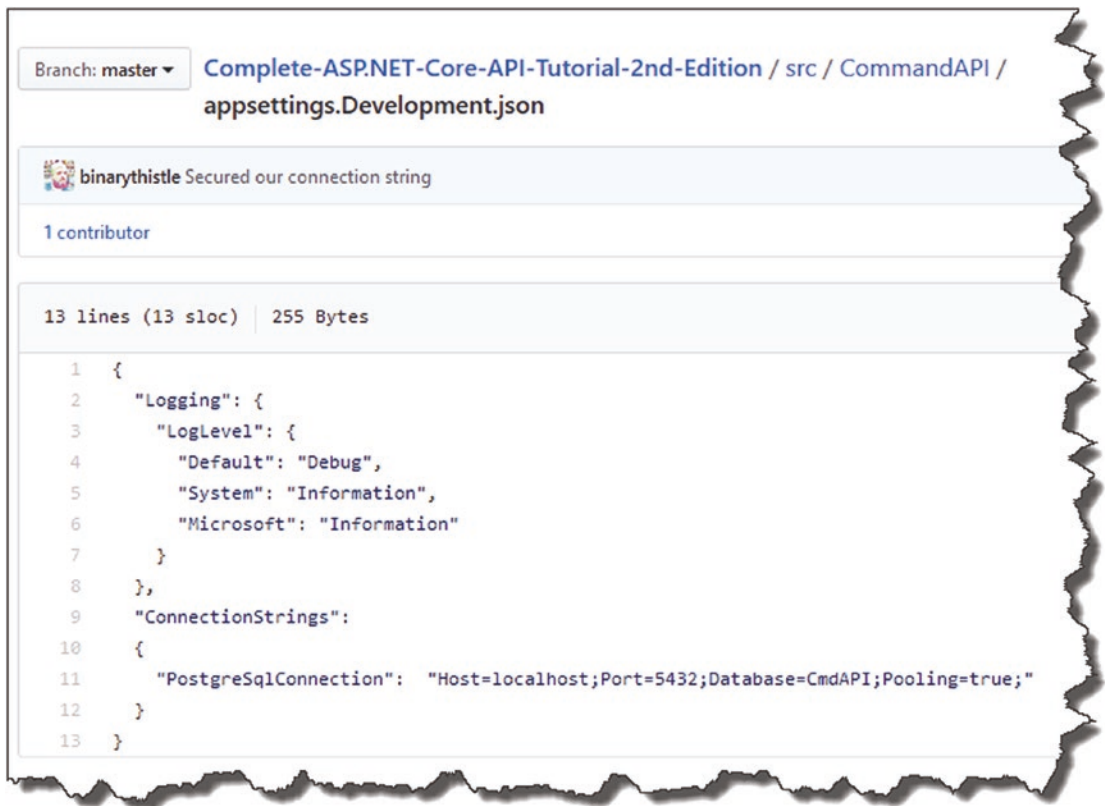 Branch: master Complete-ASP.NET-Core-API-Tutorial-2nd-Edition / src / CommandAPI /
appsettings.Development.json
binarythistle Secured our connection string
1 contributor
13 lines (13 sloc) 255 Bytes
1 {
2 "Logging": {
3 "LogLevel": {
4 "Default": "Debug",
5 "System": "Information",
6 "Microsoft": "Information"
7 }
8 },
9 "ConnectionStrings":
10 {
11 "PostgreSqlConnection": "Host=localhost;Port=5432;Database=CmdAPI;Pooling=true;"
12 }
13 }